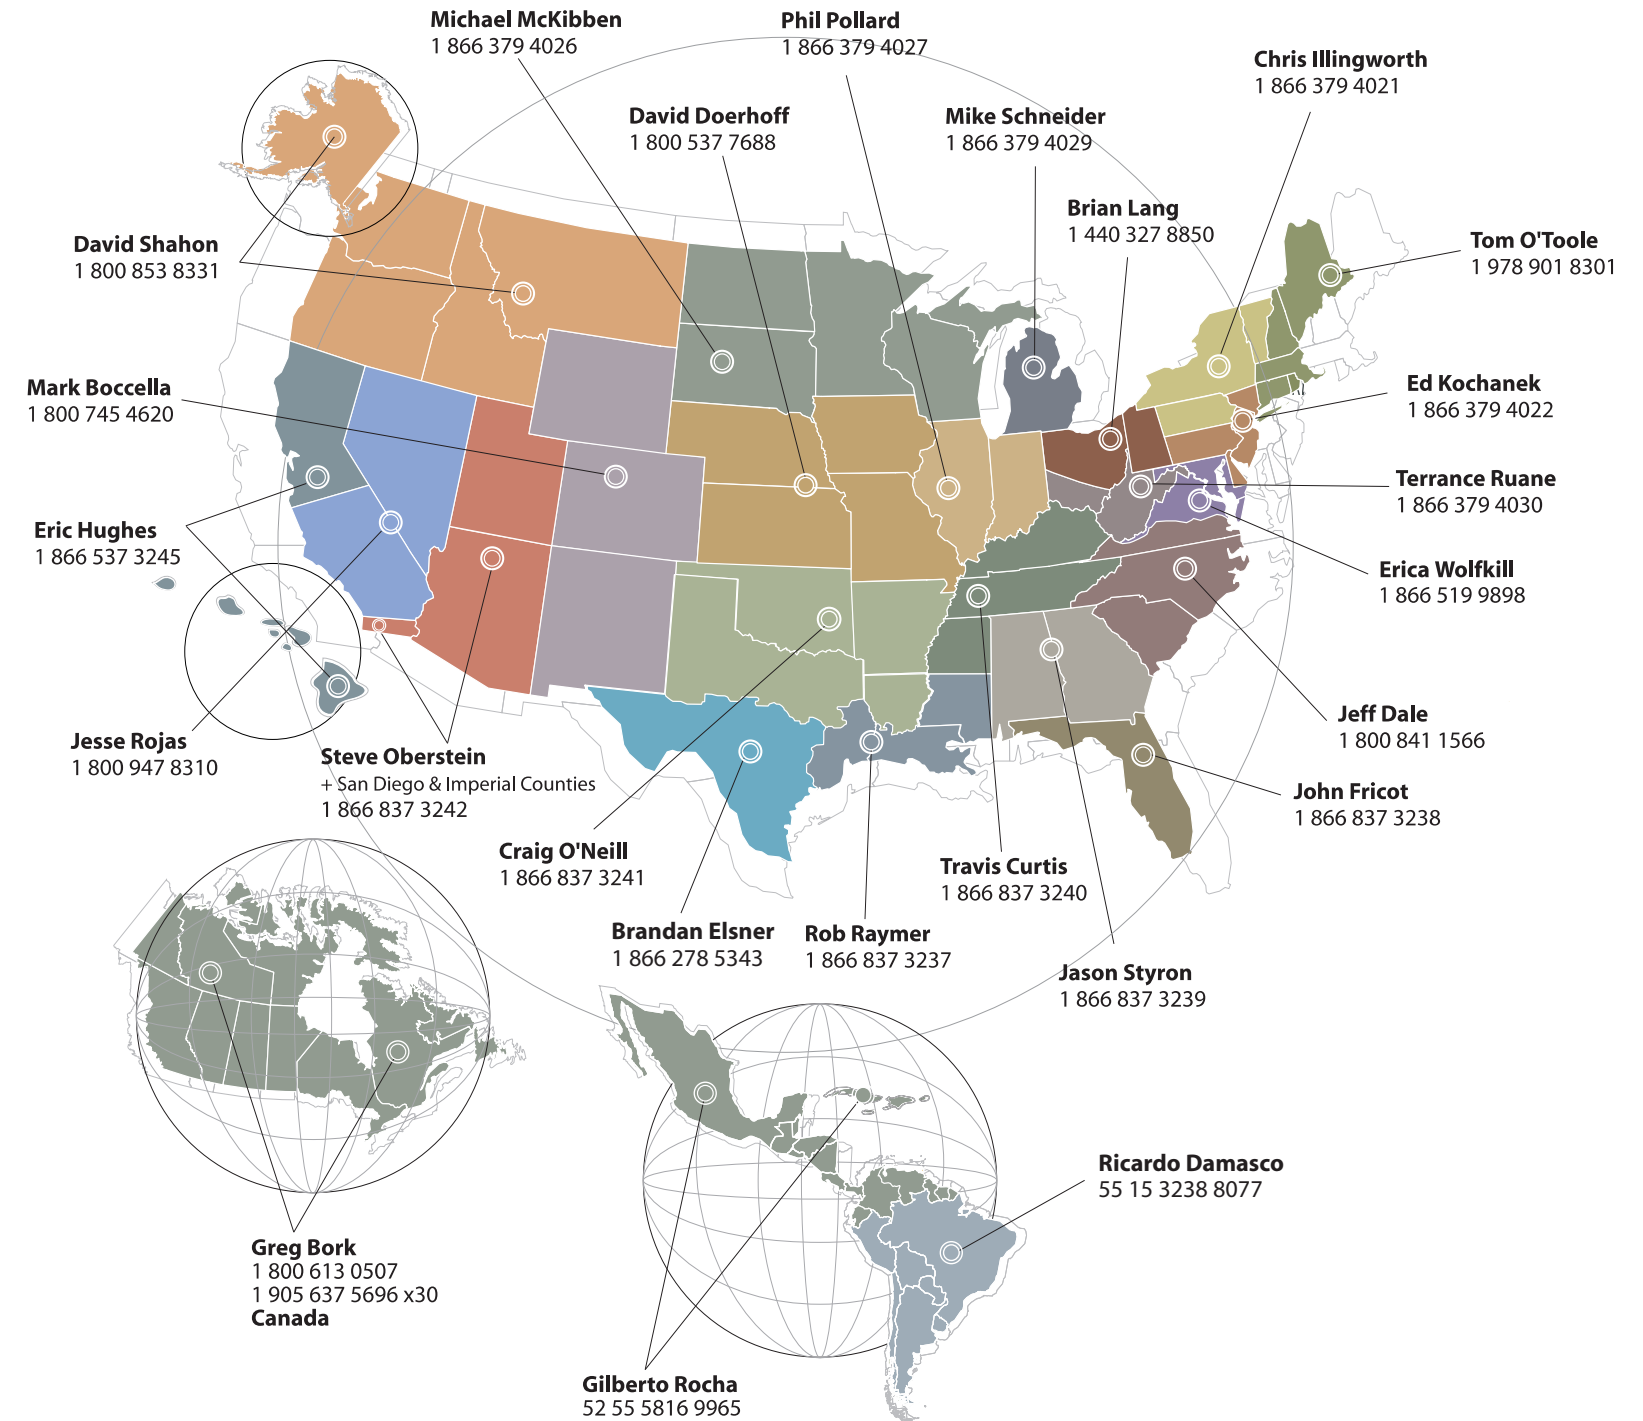 Michael McKibben
1 866 379 4026
Phil Pollard
1 866 379 4027
Chris Illingworth
1 866 379 4021
David Doerhoff
1 800 537 7688
Mike Schneider
1 866 379 4029
Brian Lang
1 440 327 8850
Tom O'Toole
1 978 901 8301
David Shahon
1 800 853 8331
Mark Boccella
1 800 745 4620
Ed Kochanek
1 866 379 4022
Terrance Ruane
1 866 379 4030
Eric Hughes
1 866 537 3245
Erica Wolfkill
1 866 519 9898
Jesse Rojas
1 800 947 8310
Steve Oberstein
+ San Diego & Imperial Counties
1 866 837 3242
Jeff Dale
1 800 841 1566
John Fricot
1 866 837 3238
Craig O'Neill
1 866 837 3241
Travis Curtis
1 866 837 3240
Brandan Elsner
1 866 278 5343
Rob Raymer
1 866 837 3237
Jason Styron
1 866 837 3239
Ricardo Damasco
55 15 3238 8077
Greg Bork
1 800 613 0507
1 905 637 5696 x30
Canada
Gilberto Rocha
52 55 5816 9965